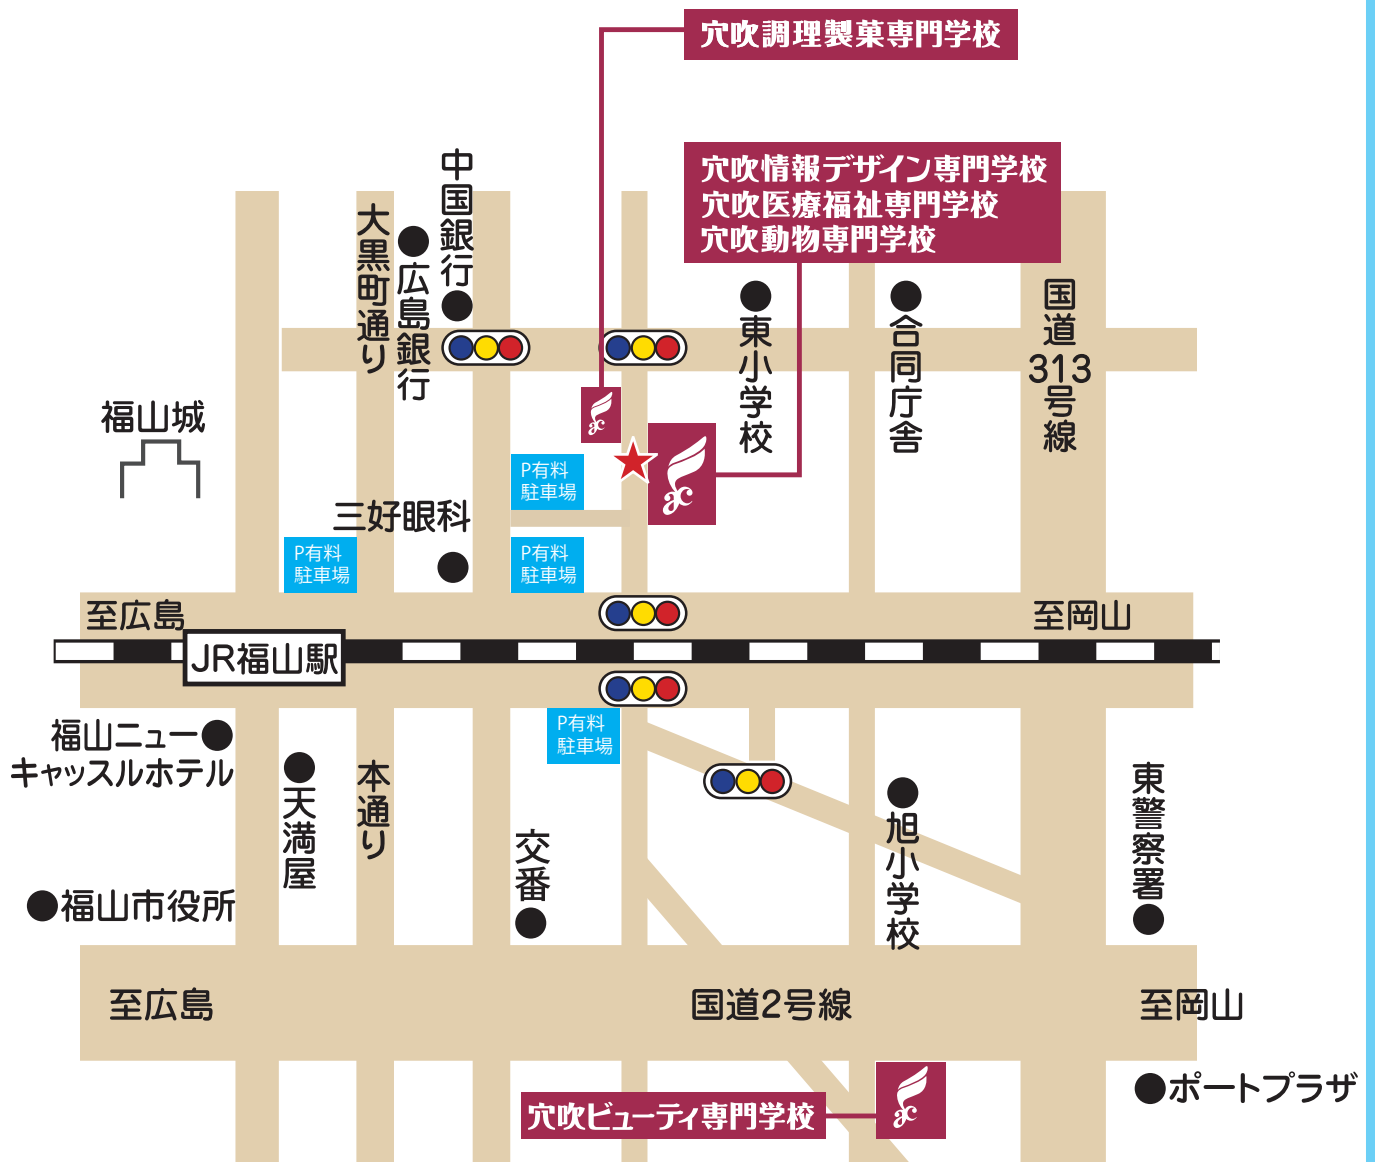 穴吹調理製菓専門学校
穴吹情報デザイン専門学校
穴吹医療福祉専門学校
穴吹動物専門学校
中国銀行
大黒町通り
広島銀行
東小学校
合同庁舎
国道313号線
福山城
P有料
駐車場
三好眼科
P有料
駐車場
P有料
駐車場
至広島
至岡山
JR福山駅
福山ニュー
キャッスルホテル
P有料
駐車場
天満屋
本通り
交番
旭小学校
東警察署
福山市役所
至広島
国道2号線
至岡山
ポートプラザ
穴吹ビューティ専門学校